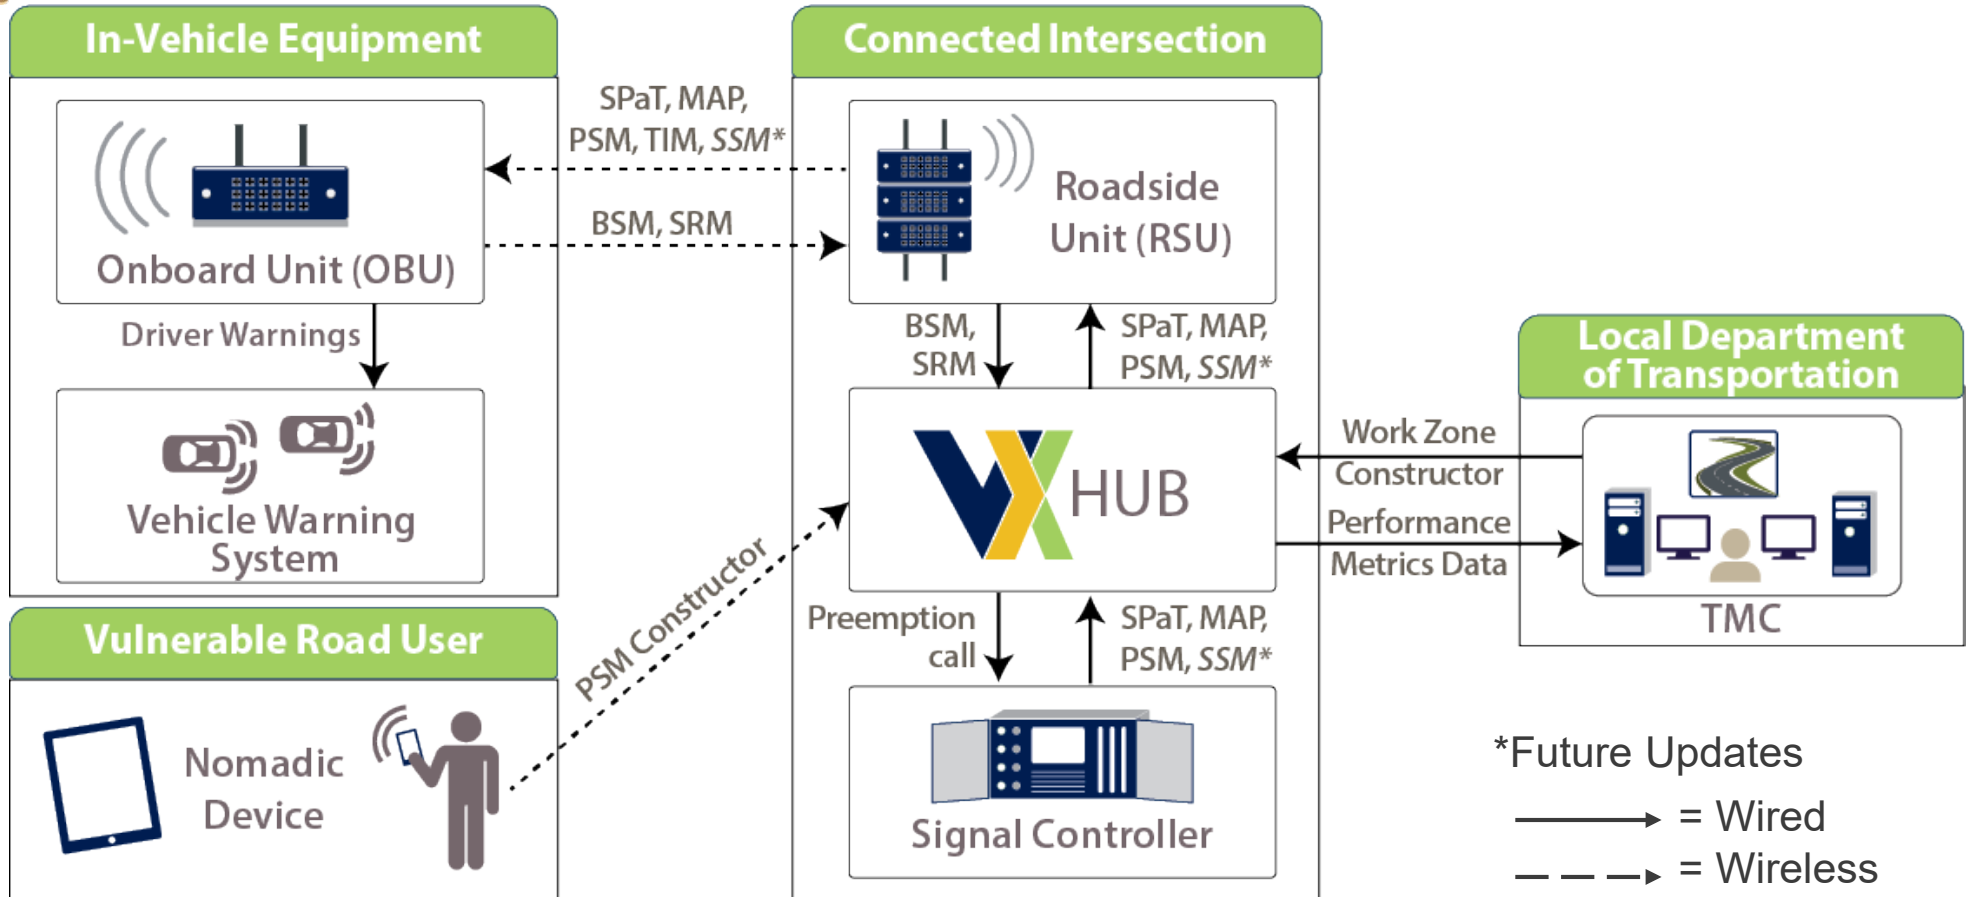 In-Vehicle Equipment
Onboard Unit (OBU)
Driver Warnings
Vehicle Warning
System
SPaT, MAP,
PSM, TIM, SSM*
BSM, SRM
Connected Intersection
Roadside
Unit (RSU)
BSM,
SRM
SPaT, MAP,
PSM, SSM*
VX HUB
Preemption
call
SPaT, MAP,
PSM, SSM*
Signal Controller
Local Department
of Transportation
Work Zone
Constructor
Performance
Metrics Data
TMC
Vulnerable Road User
Nomadic
Device
PSM Constructor
*Future Updates
= Wired
= Wireless